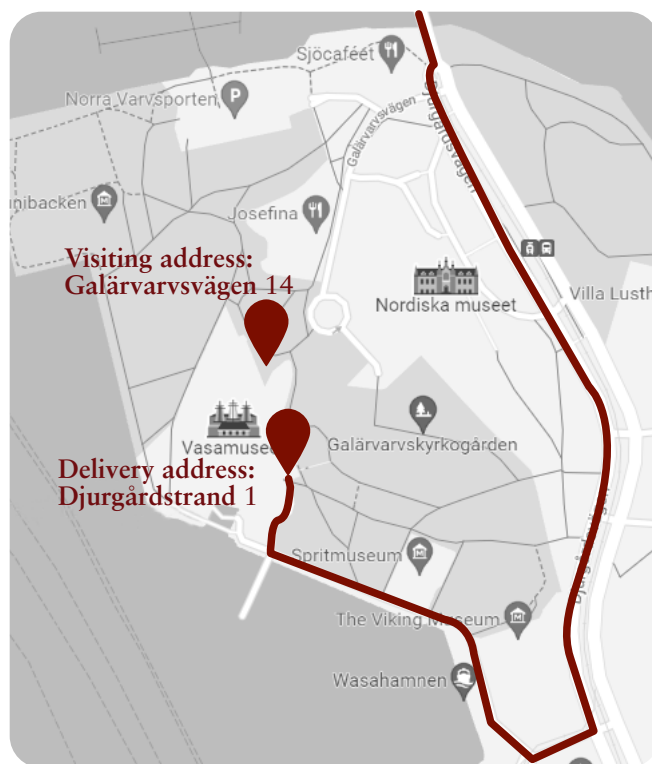 Sjöcaféet
Norra Varvsporten
P
Galärvarvsvägen
Djurgårdsvägen
unibacken
Josefina
Visiting address:
Galärvarvsvägen 14
Nordiska museet
Villa Lusth
Vasamuse
Galärvarvskyrkogården
Delivery address:
Djurgårdstrand 1
Spritmuseum
The Viking Museum
Wasahamnen